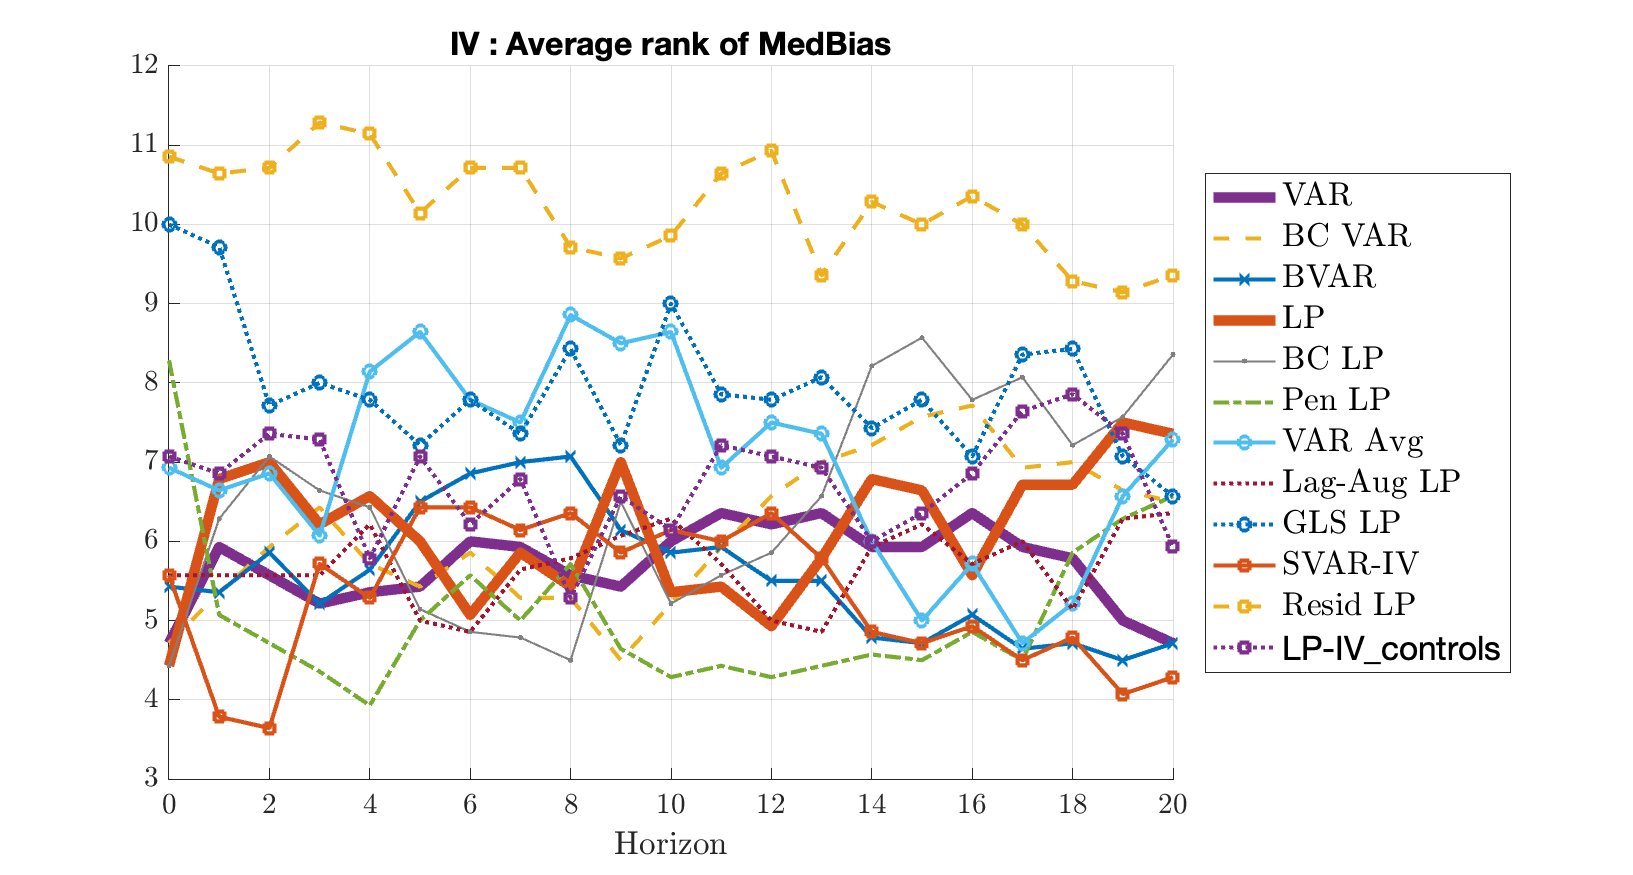 IV : Average rank of MedBias
12
11
10
9
8
7
6
5
4
3
0 2 4 6 8 10 12 14 16 18 20
Horizon
VAR
BC VAR
BVAR
LP
BC LP
Pen LP
VAR Avg
Lag-Aug LP
GLS LP
SVAR-IV
Resid LP
LP-IV_controls